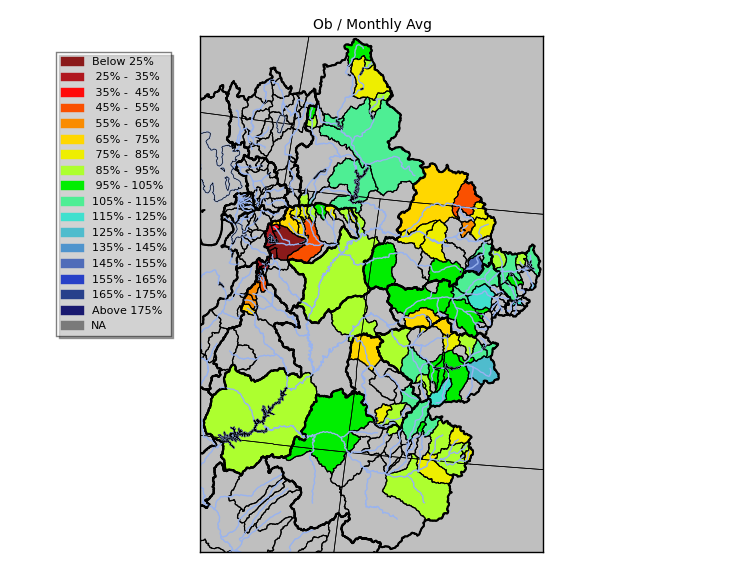 Ob / Monthly Avg
Below 25%
25% - 35%
35% - 45%
45% - 55%
55% - 65%
65% - 75%
75% - 85%
85% - 95%
95% - 105%
105% - 115%
115% - 125%
125% - 135%
135% - 145%
145% - 155%
155% - 165%
165% - 175%
Above 175%
NA